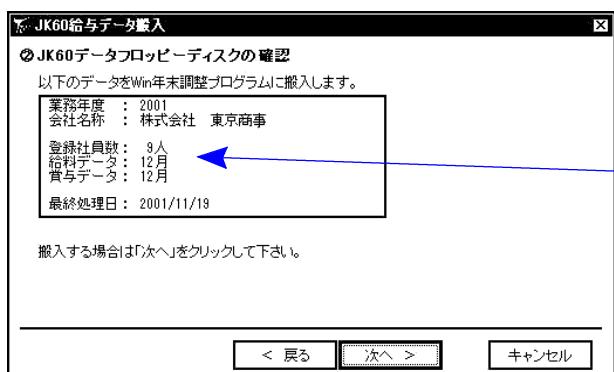 JK60給与データ搬入
②JK60データフロッピーディスクの確認
以下のデータをWin年末調整プログラムに搬入します。
業務年度 : 2001
会社名称 : 株式会社 東京商事
登録社員数: 9人
給料データ: 12月
賞与データ: 12月
最終処理日: 2001/11/19
搬入する場合は「次へ」をクリックして下さい。
< 戻る 次へ > キャンセル